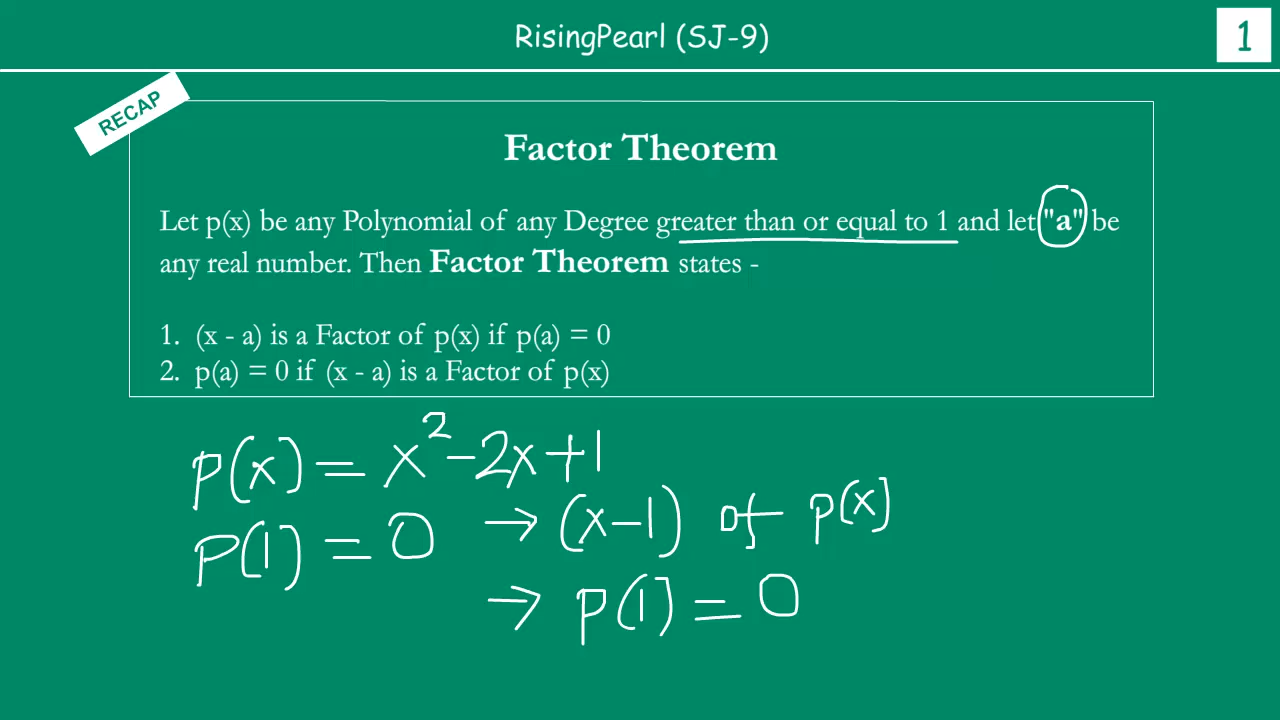 RisingPearl (SJ-9)
1
RECAP
Factor Theorem
Let p(x) be any Polynomial of any Degree greater than or equal to 1 and let "a" be
any real number. Then Factor Theorem states -
1. (x - a) is a Factor of p(x) if p(a) = 0
2. p(a) = 0 if (x - a) is a Factor of p(x)
p(x) = x² - 2x + 1
p(1) = 0 → (x - 1) of p(x)
→ p(1) = 0